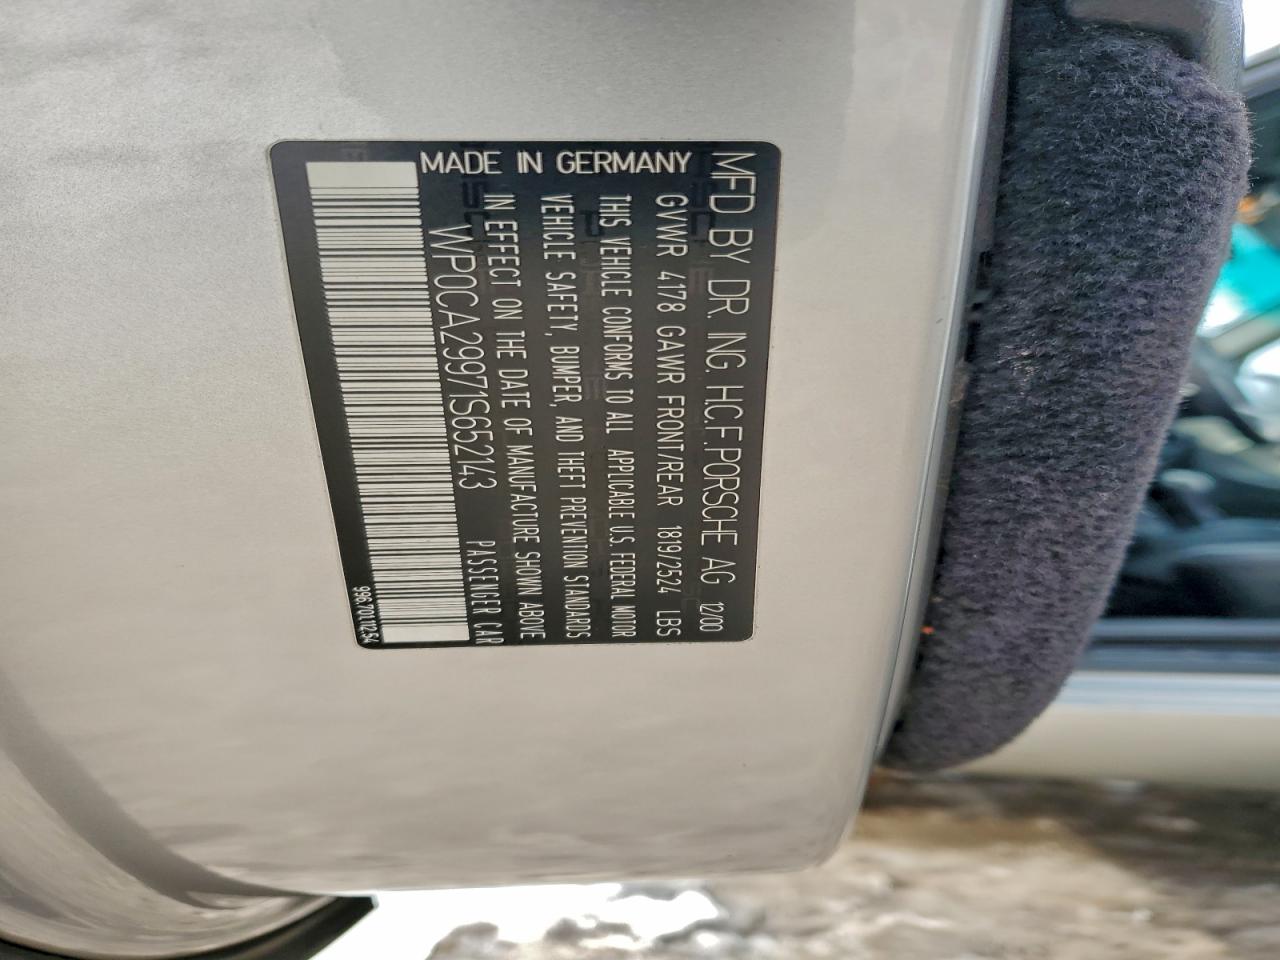 MFD BY DR. ING. H.C.F. PORSCHE AG 12/00
GVWR 4178 GAWR FRONT/REAR 1819/2524 LBS
THIS VEHICLE CONFORMS TO ALL APPLICABLE U.S. FEDERAL MOTOR
VEHICLE SAFETY, BUMPER, AND THEFT PREVENTION STANDARDS
IN EFFECT ON THE DATE OF MANUFACTURE SHOWN ABOVE
WP0CA29971S652143 PASSENGER CAR
MADE IN GERMANY
996.701.112.54